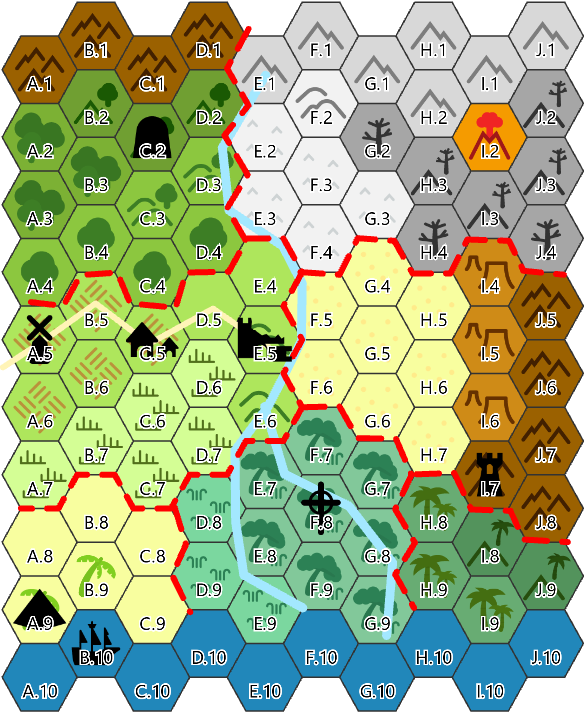 B.1 D.1 F.1 H.1 J.1
A.1 C.1 E.1 G.1 I.1
B.2 D.2 F.2 H.2 J.2
A.2 C.2 E.2 G.2 I.2
B.3 D.3 F.3 H.3 J.3
A.3 C.3 E.3 G.3 I.3
B.4 D.4 F.4 H.4 J.4
A.4 C.4 E.4 G.4 I.4
B.5 D.5 F.5 H.5 J.5
A.5 C.5 E.5 G.5 I.5
B.6 D.6 F.6 H.6 J.6
A.6 C.6 E.6 G.6 I.6
B.7 D.7 F.7 H.7 J.7
A.7 C.7 E.7 G.7 I.7
B.8 D.8 F.8 H.8 J.8
A.8 C.8 E.8 G.8 I.8
B.9 D.9 F.9 H.9 J.9
A.9 C.9 E.9 G.9 I.9
B.10 D.10 F.10 H.10 J.10
A.10 C.10 E.10 G.10 I.10